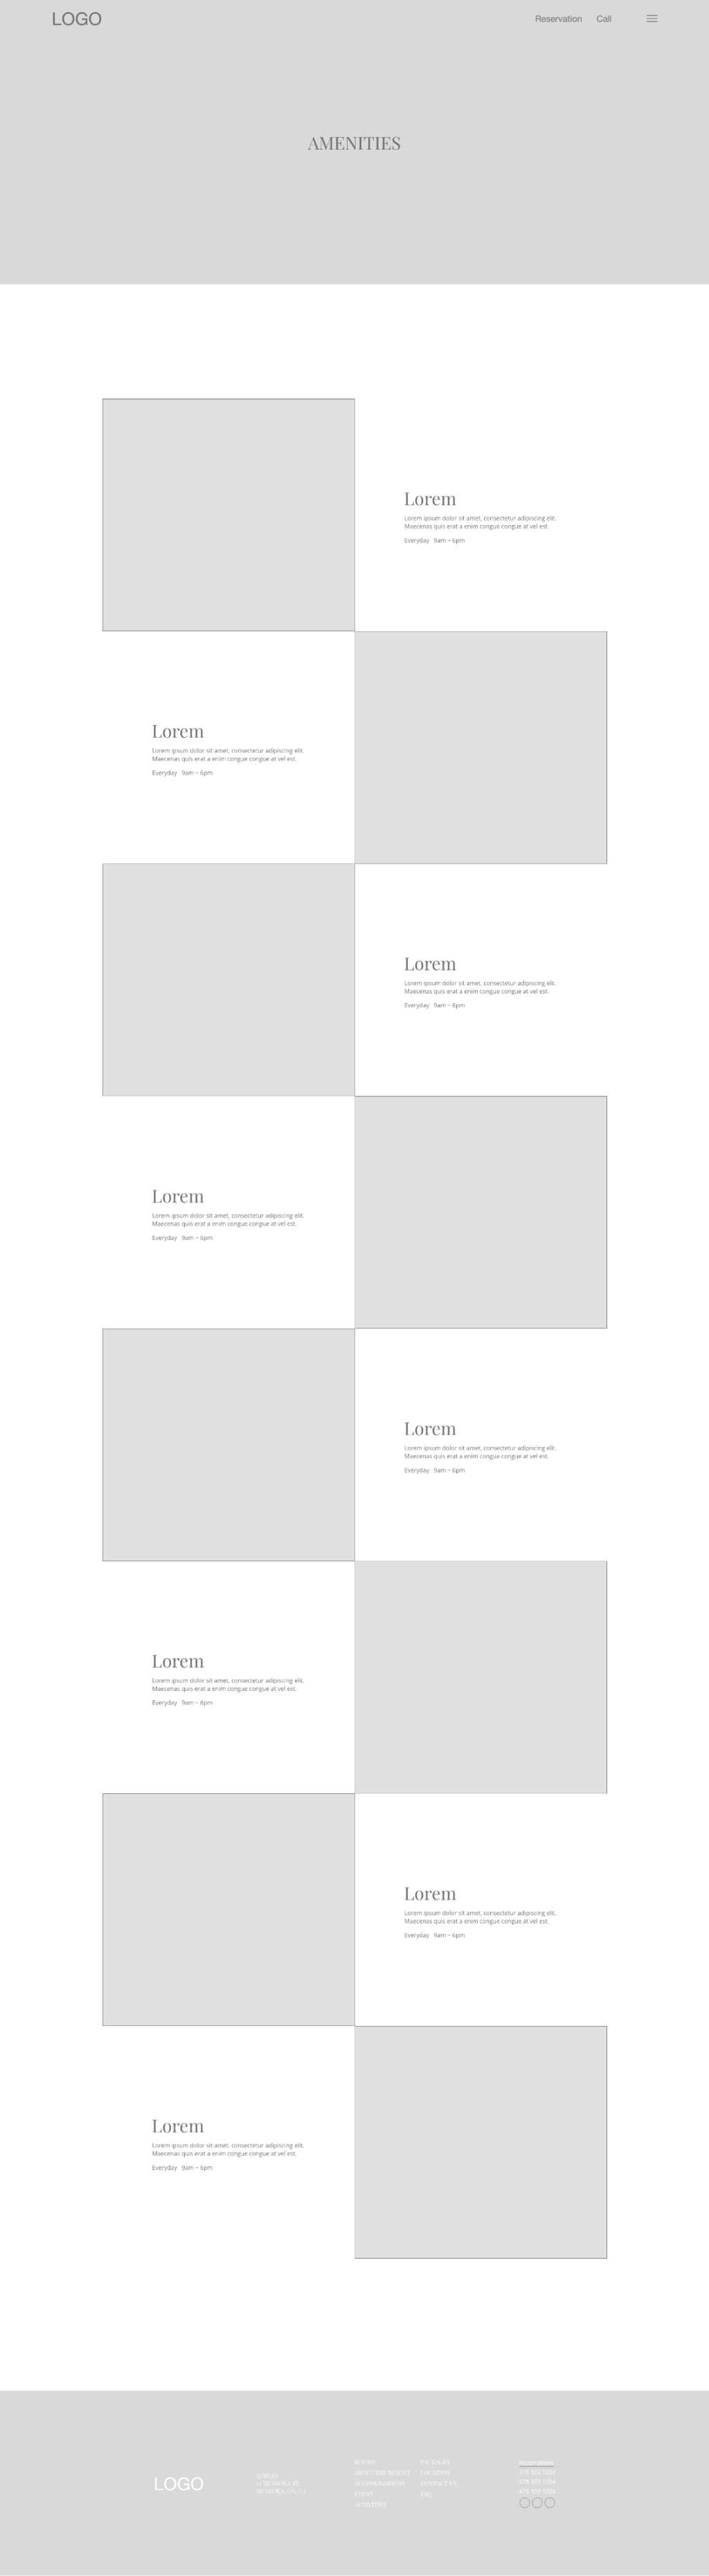 LOGO
Reservation Call
AMENITIES
Lorem
Lorem ipsum dolor sit amet, consectetur adipiscing elit.
Maecenas quis erat a enim congue congue at vel est.
Everyday 9am – 6pm
Lorem
Lorem ipsum dolor sit amet, consectetur adipiscing elit.
Maecenas quis erat a enim congue congue at vel est.
Everyday 9am – 6pm
Lorem
Lorem ipsum dolor sit amet, consectetur adipiscing elit.
Maecenas quis erat a enim congue congue at vel est.
Everyday 9am – 6pm
Lorem
Lorem ipsum dolor sit amet, consectetur adipiscing elit.
Maecenas quis erat a enim congue congue at vel est.
Everyday 9am – 6pm
Lorem
Lorem ipsum dolor sit amet, consectetur adipiscing elit.
Maecenas quis erat a enim congue congue at vel est.
Everyday 9am – 6pm
Lorem
Lorem ipsum dolor sit amet, consectetur adipiscing elit.
Maecenas quis erat a enim congue congue at vel est.
Everyday 9am – 6pm
Lorem
Lorem ipsum dolor sit amet, consectetur adipiscing elit.
Maecenas quis erat a enim congue congue at vel est.
Everyday 9am – 6pm
Lorem
Lorem ipsum dolor sit amet, consectetur adipiscing elit.
Maecenas quis erat a enim congue congue at vel est.
Everyday 9am – 6pm
LOGO
MUSKOKA, ON, CA
ROOMS
ABOUT THE RESORT
EVENT
ACTIVITIES
PACKAGES
LOCATION
CONTACT US
FAQ
Reservations